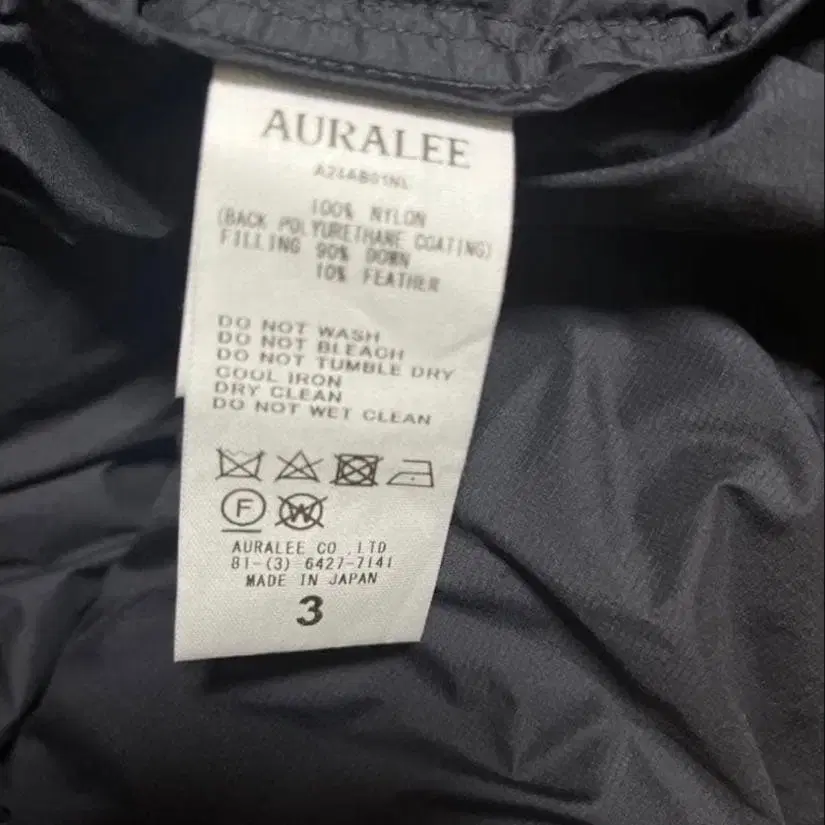 AURALEE
A24AB01NL
100% NYLON
(BACK POLYURETHANE COATING)
FILLING 90% DOWN
10% FEATHER
DO NOT WASH
DO NOT BLEACH
DO NOT TUMBLE DRY
COOL IRON
DRY CLEAN
DO NOT WET CLEAN
F W
AURALEE CO.,LTD
81-(3) 6427-7141
MADE IN JAPAN
3